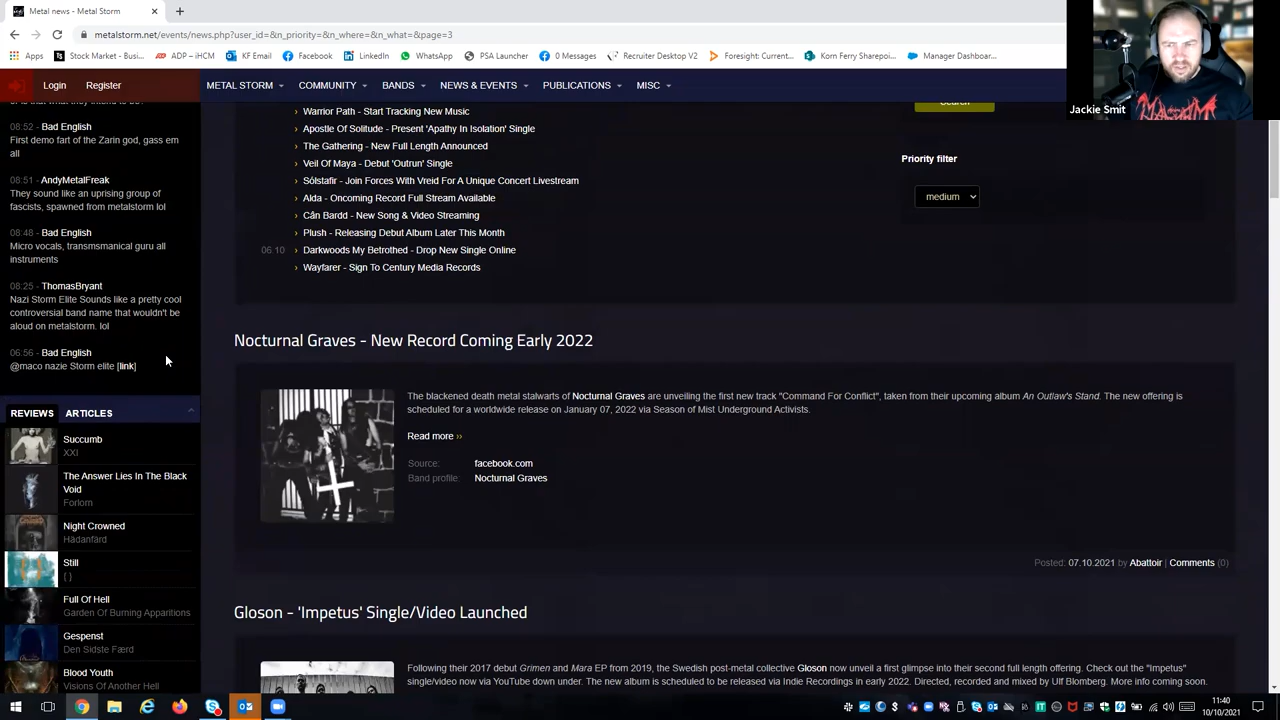 Metal news - Metal Storm
metalstorm.net/events/news.php?user_id=&n_priority=&n_where=&n_what=&page=3
Apps
Stock Market - Busi...
ADP – iHCM
KF Email
Facebook
LinkedIn
WhatsApp
PSA Launcher
0 Messages
Recruiter Desktop V2
Foresight: Current...
Korn Ferry Sharepoi...
Manager Dashboar...
Jackie Smit
Login
Register
METAL STORM
COMMUNITY
BANDS
NEWS & EVENTS
PUBLICATIONS
MISC
08:52 - Bad English
First demo fart of the Zarin god, gass em
all
08:51 - AndyMetalFreak
They sound like an uprising group of
fascists, spawned from metalstorm lol
08:48 - Bad English
Micro vocals, transmsmanical guru all
instruments
08:25 - ThomasBryant
Nazi Storm Elite Sounds like a pretty cool
controversial band name that wouldn't be
aloud on metalstorm. lol
06:56 - Bad English
@maco nazie Storm elite [link]
REVIEWS
ARTICLES
Succumb
XXI
The Answer Lies In The Black
Void
Forlorn
Night Crowned
Hädanfärd
Still
{ }
Full Of Hell
Garden Of Burning Apparitions
Gespenst
Den Sidste Færd
Blood Youth
Visions Of Another Hell
Warrior Path - Start Tracking New Music
Apostle Of Solitude - Present 'Apathy In Isolation' Single
The Gathering - New Full Length Announced
Veil Of Maya - Debut 'Outrun' Single
Sólstafir - Join Forces With Vreid For A Unique Concert Livestream
Alda - Oncoming Record Full Stream Available
Cân Bardd - New Song & Video Streaming
Plush - Releasing Debut Album Later This Month
06.10
Darkwoods My Betrothed - Drop New Single Online
Wayfarer - Sign To Century Media Records
Search
Priority filter
medium
Nocturnal Graves - New Record Coming Early 2022
The blackened death metal stalwarts of Nocturnal Graves are unveiling the first new track "Command For Conflict", taken from their upcoming album An Outlaw's Stand. The new offering is
scheduled for a worldwide release on January 07, 2022 via Season of Mist Underground Activists.
Read more ››
Source: facebook.com
Band profile: Nocturnal Graves
Posted: 07.10.2021 by Abattoir | Comments (0)
Gloson - 'Impetus' Single/Video Launched
Following their 2017 debut Grimen and Mara EP from 2019, the Swedish post-metal collective Gloson now unveil a first glimpse into their second full length offering. Check out the "Impetus"
single/video now via YouTube down under. The new album is scheduled to be released via Indie Recordings in early 2022. Directed, recorded and mixed by Ulf Blomberg. More info coming soon.
11:40
10/10/2021